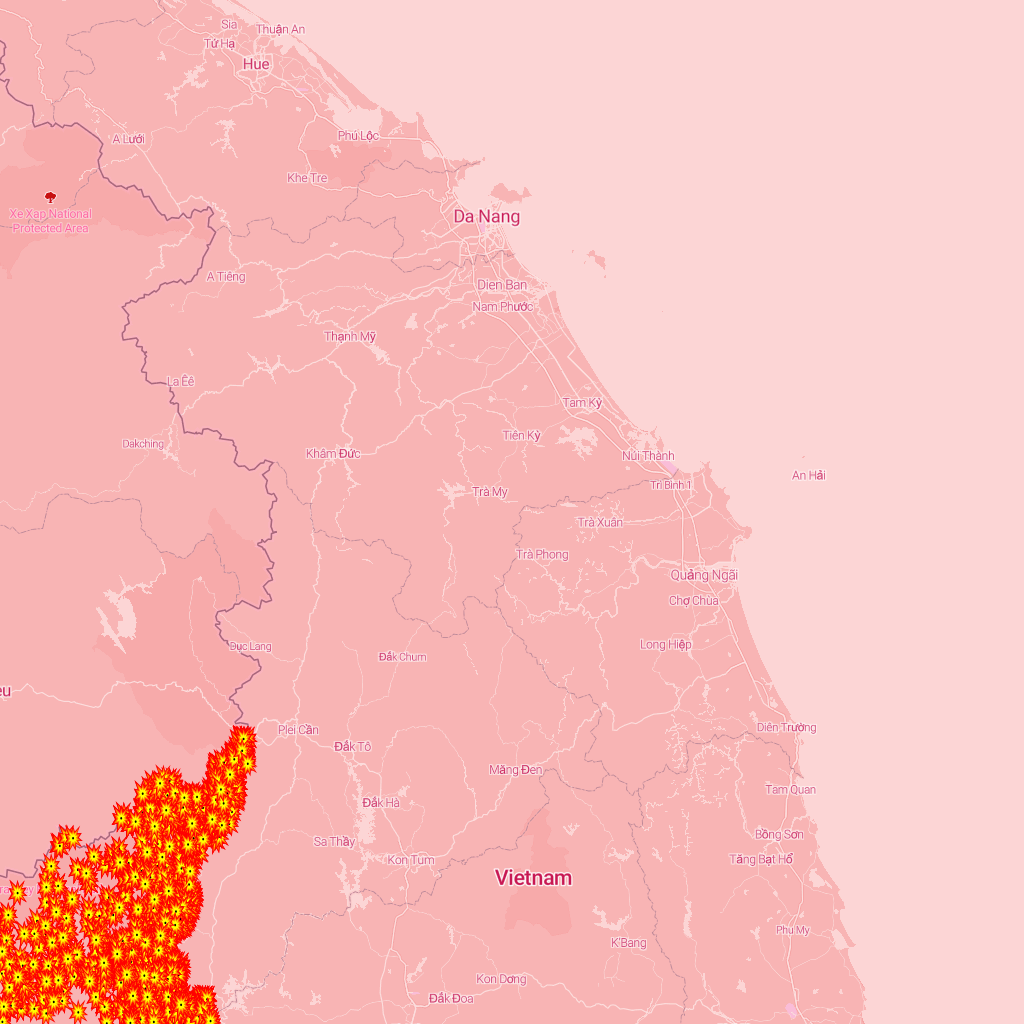 Sia
Thuận An
Tứ Hạ
Hue
Phú Lộc
A Lưới
Khe Tre
Xe Xap National
Protected Area
Da Nang
A Tiêng
Dien Ban
Nam Phước
Thạnh Mỹ
La Êê
Tam Kỳ
Tiên Kỳ
Dakching
Khâm Đức
Núi Thành
An Hải
Tri Bình 1
Trà My
Trà Xuân
Trà Phong
Quảng Ngãi
Chợ Chùa
Long Hiệp
Dục Lang
Đắk Chum
Diên Trường
Plei Cần
Đắk Tô
Măng Đen
Tam Quan
Đắk Hà
Bồng Sơn
Sa Thầy
Kon Tum
Tăng Bạt Hổ
Vietnam
Phù Mỹ
K'Bang
Kon Dơng
Đắk Đoa